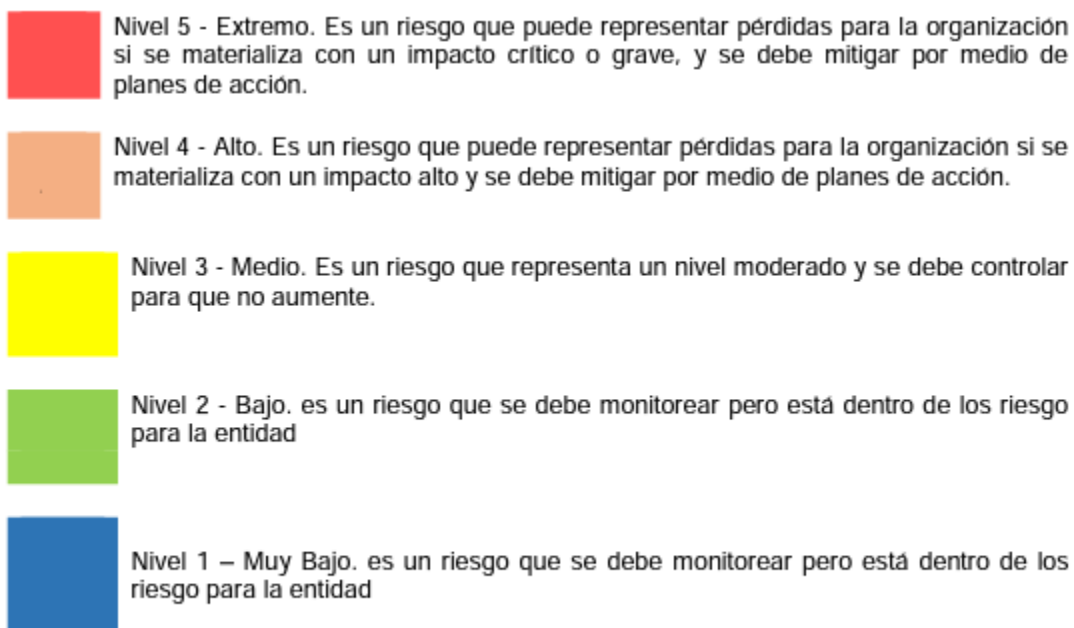 Nivel 5 - Extremo. Es un riesgo que puede representar pérdidas para la organización
si se materializa con un impacto crítico o grave, y se debe mitigar por medio de
planes de acción.
Nivel 4 - Alto. Es un riesgo que puede representar pérdidas para la organización si se
materializa con un impacto alto y se debe mitigar por medio de planes de acción.
Nivel 3 - Medio. Es un riesgo que representa un nivel moderado y se debe controlar
para que no aumente.
Nivel 2 - Bajo. es un riesgo que se debe monitorear pero está dentro de los riesgo
para la entidad
Nivel 1 – Muy Bajo. es un riesgo que se debe monitorear pero está dentro de los
riesgo para la entidad